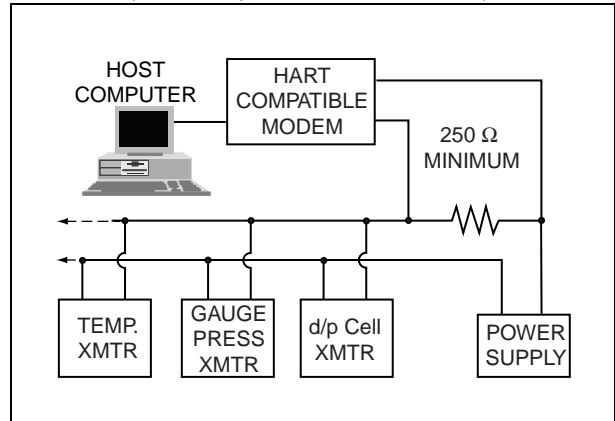 HOST
COMPUTER
HART
COMPATIBLE
MODEM
250 Ω
MINIMUM
TEMP.
XMTR
GAUGE
PRESS
XMTR
d/p Cell
XMTR
POWER
SUPPLY